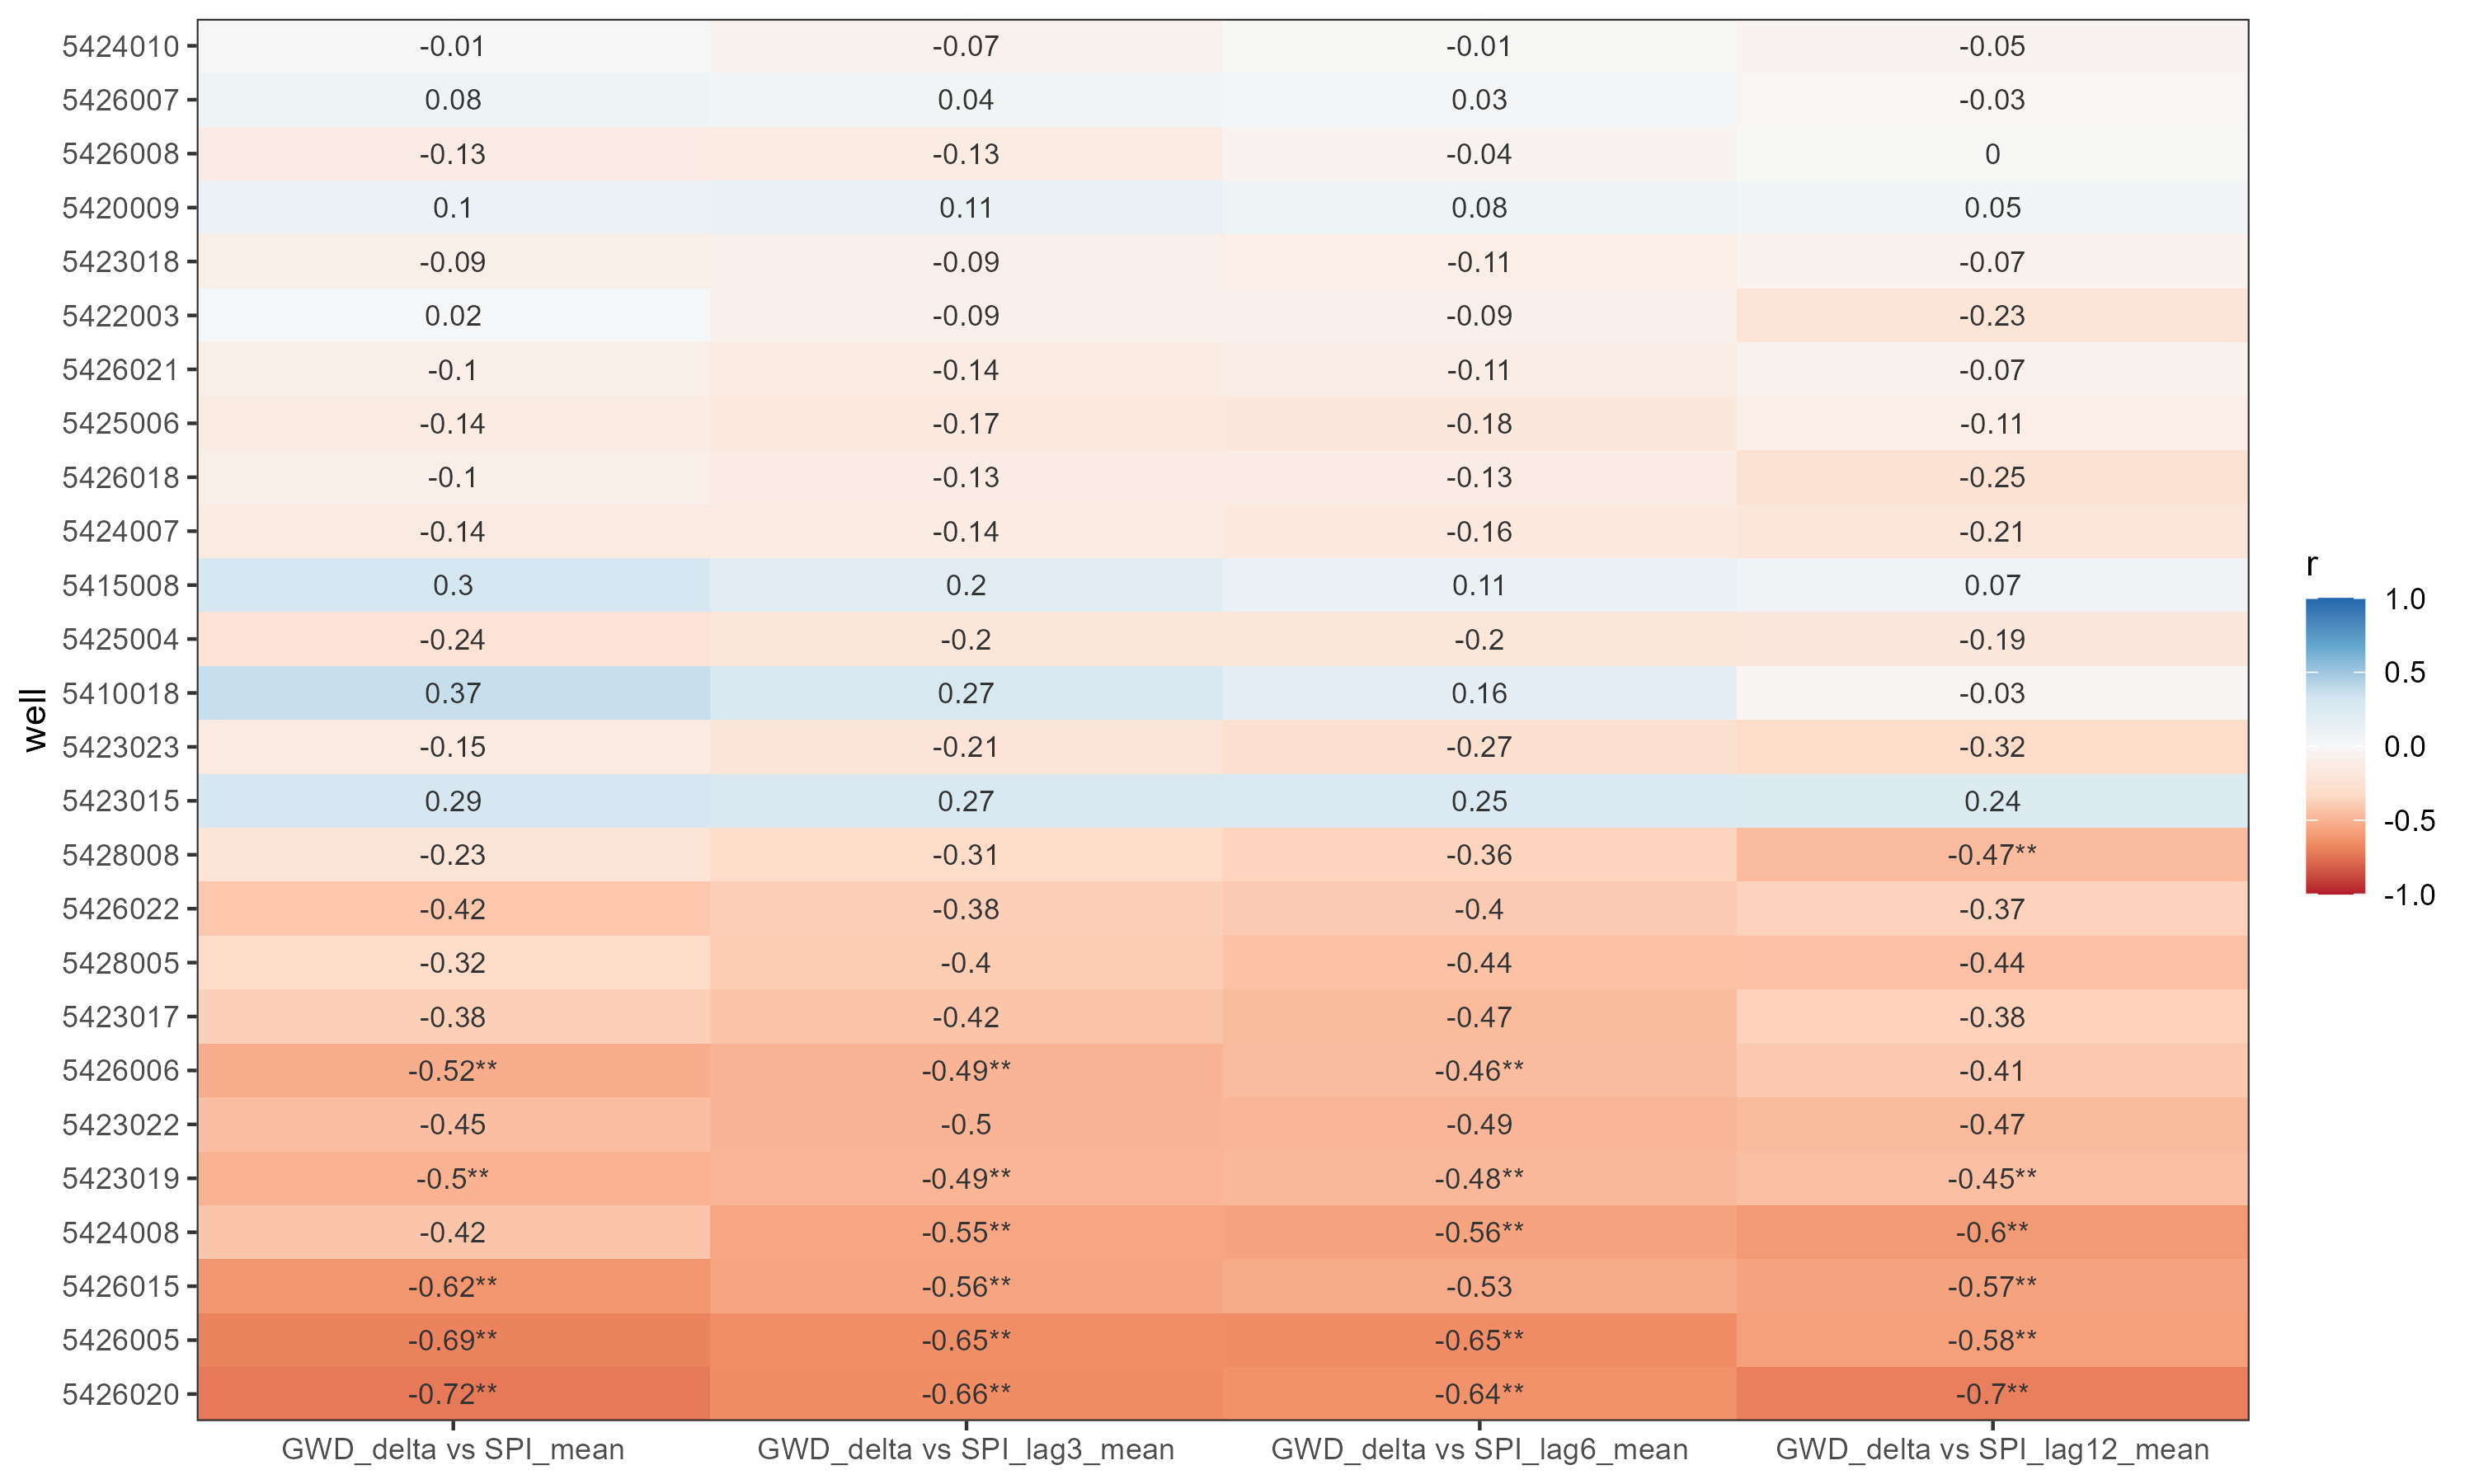 5424010 -0.01 -0.07 -0.01 -0.05
5426007 0.08 0.04 0.03 -0.03
5426008 -0.13 -0.13 -0.04 0
5420009 0.1 0.11 0.08 0.05
5423018 -0.09 -0.09 -0.11 -0.07
5422003 0.02 -0.09 -0.09 -0.23
5426021 -0.1 -0.14 -0.11 -0.07
5425006 -0.14 -0.17 -0.18 -0.11
5426018 -0.1 -0.13 -0.13 -0.25
5424007 -0.14 -0.14 -0.16 -0.21
5415008 0.3 0.2 0.11 0.07
5425004 -0.24 -0.2 -0.2 -0.19
5410018 0.37 0.27 0.16 -0.03
5423023 -0.15 -0.21 -0.27 -0.32
5423015 0.29 0.27 0.25 0.24
5428008 -0.23 -0.31 -0.36 -0.47**
5426022 -0.42 -0.38 -0.4 -0.37
5428005 -0.32 -0.4 -0.44 -0.44
5423017 -0.38 -0.42 -0.47 -0.38
5426006 -0.52** -0.49** -0.46** -0.41
5423022 -0.45 -0.5 -0.49 -0.47
5423019 -0.5** -0.49** -0.48** -0.45**
5424008 -0.42 -0.55** -0.56** -0.6**
5426015 -0.62** -0.56** -0.53 -0.57**
5426005 -0.69** -0.65** -0.65** -0.58**
5426020 -0.72** -0.66** -0.64** -0.7**
GWD_delta vs SPI_mean GWD_delta vs SPI_lag3_mean GWD_delta vs SPI_lag6_mean GWD_delta vs SPI_lag12_mean
well
r
1.0
0.5
0.0
-0.5
-1.0